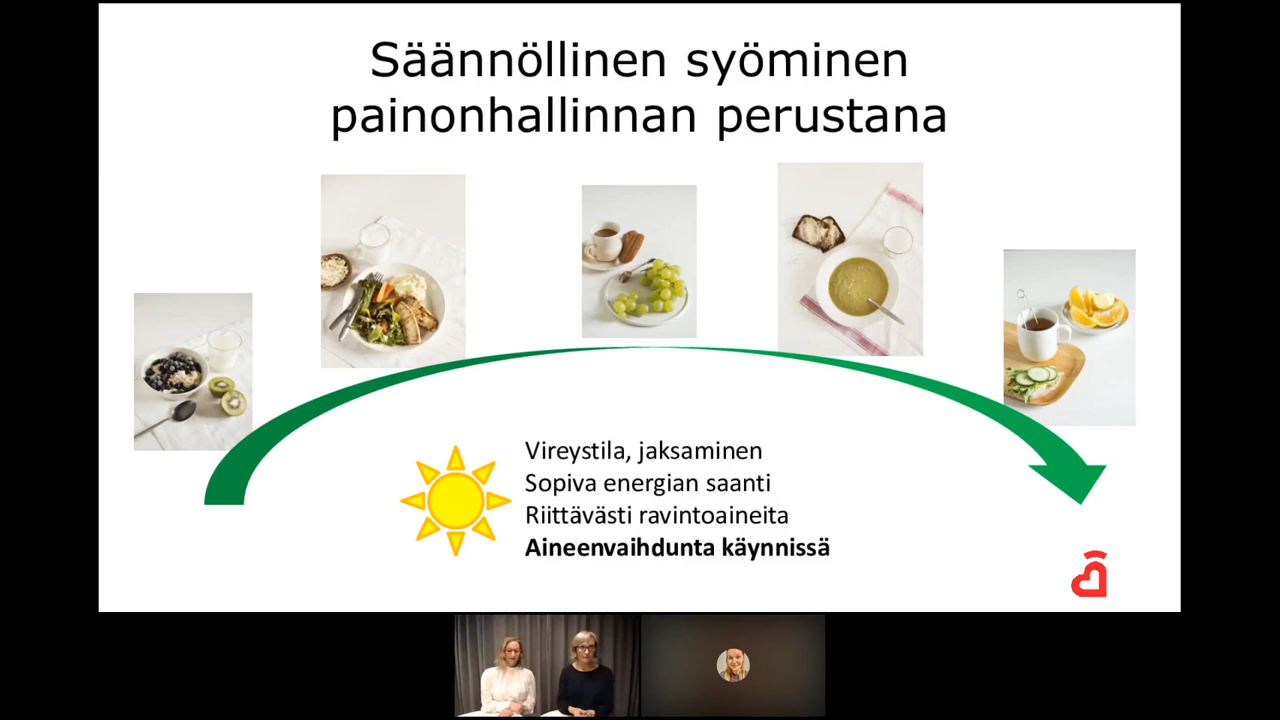 Säännöllinen syöminen
painonhallinnan perustana
Vireystila, jaksaminen
Sopiva energian saanti
Riittävästi ravintoaineita
Aineenvaihdunta käynnissä